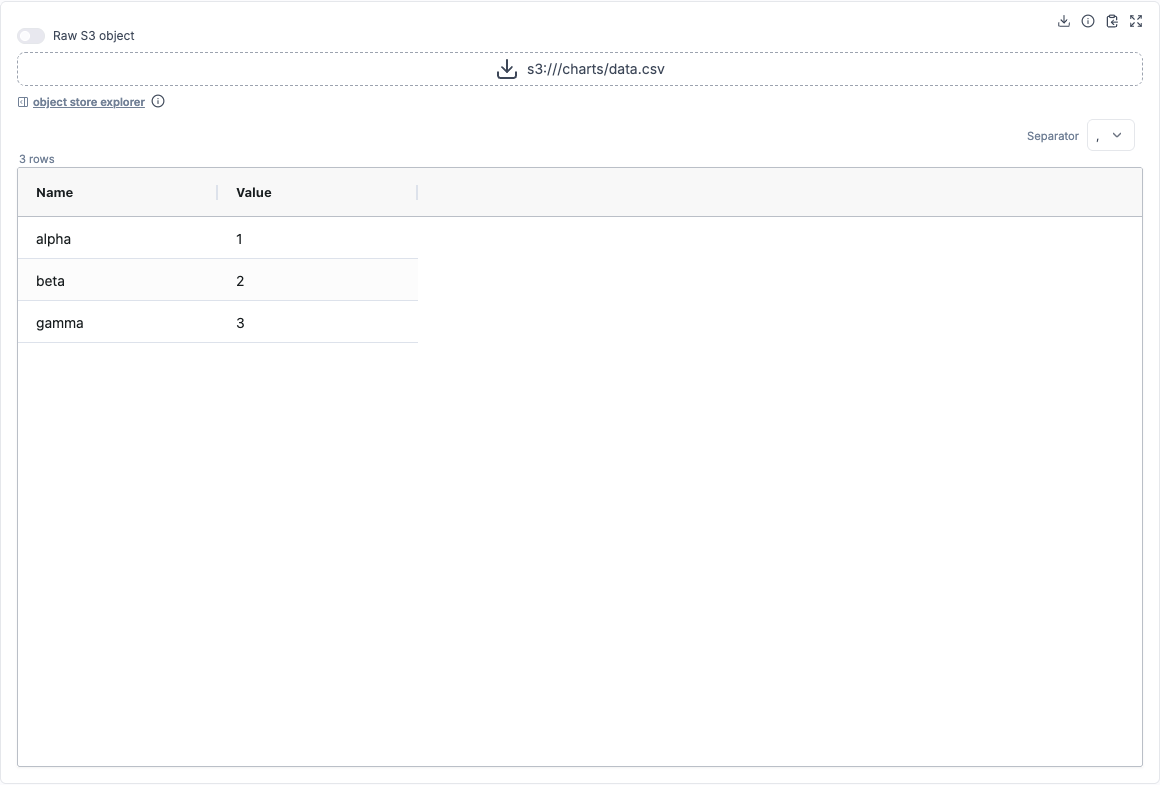 Raw S3 object
s3:///charts/data.csv
object store explorer
Separator ,
3 rows
Name Value
alpha 1
beta 2
gamma 3